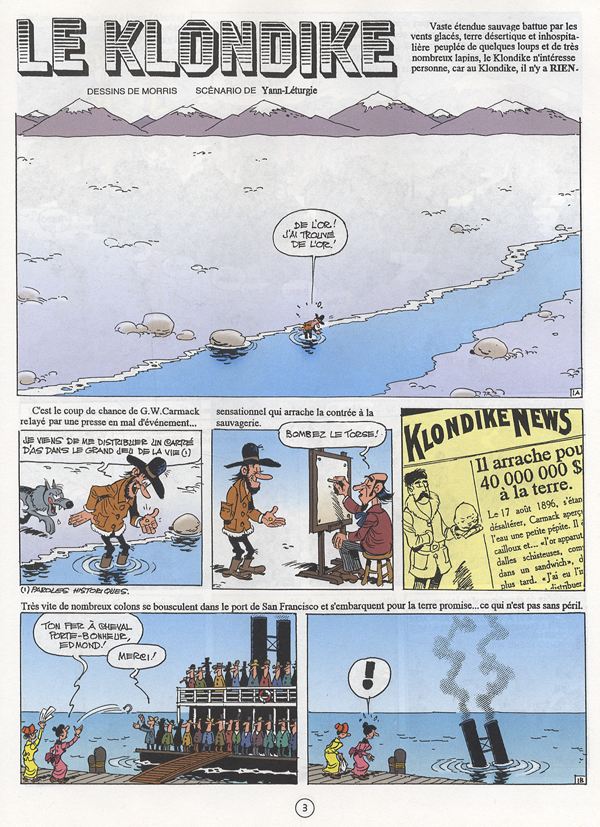 LE KLONDIKE
DESSINS DE MORRIS SCÉNARIO DE Yann-Léturgie
Vaste étendue sauvage battue par les
vents glacés, terre désertique et inhospita-
lière peuplée de quelques loups et de très
nombreux lapins, le Klondike n'intéresse
personne, car au Klondike, il n'y a RIEN.
DE L'OR!
J'AI TROUVÉ
DE L'OR!
1A
C'est le coup de chance de G.W.Carmack
relayé par une presse en mal d'événement...
JE VIENS DE ME DISTRIBUER UN CARRÉ
D'AS DANS LE GRAND JEU DE LA VIE (1)
(1) PAROLES HISTORIQUES.
sensationnel qui arrache la contrée à la
sauvagerie.
BOMBEZ LE TORSE!
KLONDIKE NEWS
Il arrache pou
40 000 000 $
à la terre.
Le 17 août 1896, s'étan
désaltérer, Carmack aperç
l'eau une petite pépite. Il
cailloux et... «l'or apparut
dalles schisteuses, com
dans un sandwich», d
plus tard. «J'ai eu l'i
Très vite de nombreux colons se bousculent dans le port de San Francisco et s'embarquent pour la terre promise...ce qui n'est pas sans péril.
TON FER À CHEVAL
PORTE-BONHEUR,
EDMOND!
MERCI!
!
1B
3